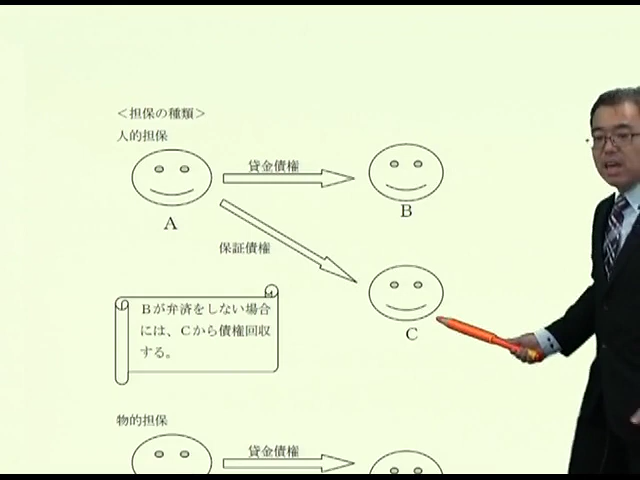 ＜担保の種類＞
人的担保
貸金債権
A
B
保証債権
C
Ｂが弁済をしない場合
には、Ｃから債権回収
する。
物的担保
貸金債権